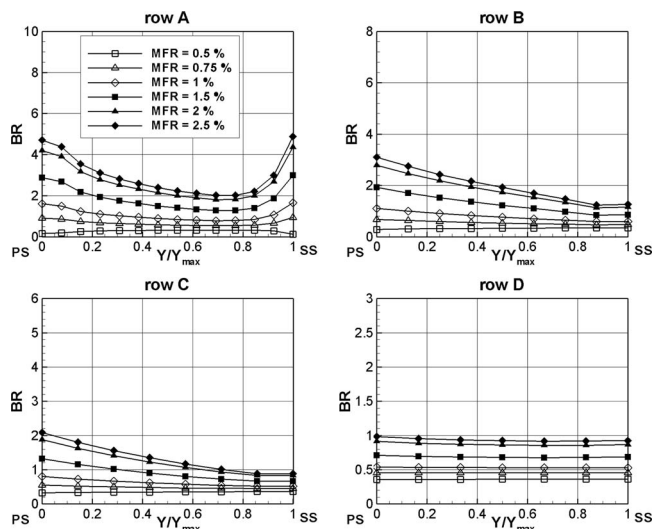 row A
10
8
6
4
2
0
BR
MFR = 0.5 %
MFR = 0.75 %
MFR = 1 %
MFR = 1.5 %
MFR = 2 %
MFR = 2.5 %
0 0.2 0.4 0.6 0.8 1
PS Y/Ymax SS
row B
8
6
4
2
0
BR
0 0.2 0.4 0.6 0.8 1
PS Y/Ymax SS
row C
6
5
4
3
2
1
0
BR
0 0.2 0.4 0.6 0.8 1
PS Y/Ymax SS
row D
3
2.5
2
1.5
1
0.5
0
BR
0 0.2 0.4 0.6 0.8 1
PS Y/Ymax SS